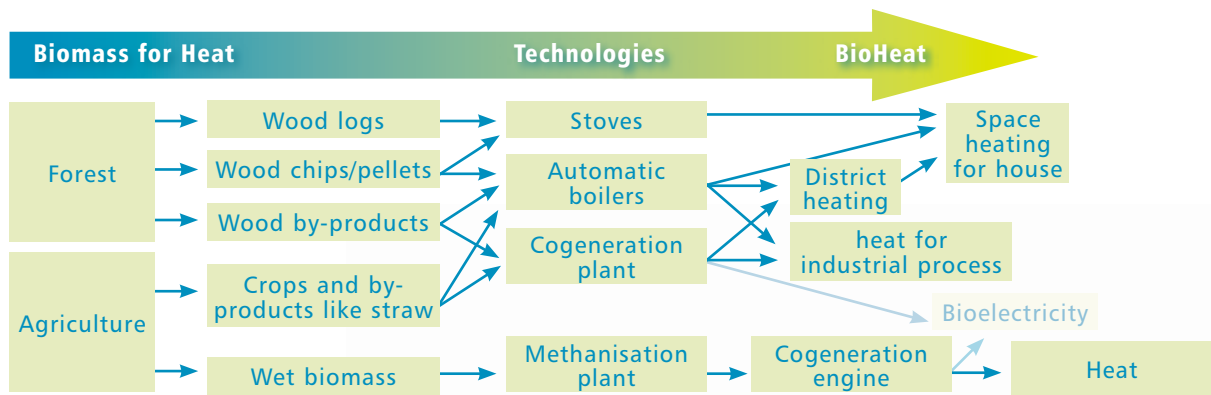 Biomass for Heat
Technologies
BioHeat
Forest
Wood logs
Wood chips/pellets
Wood by-products
Agriculture
Crops and by-
products like straw
Wet biomass
Stoves
Automatic
boilers
Cogeneration
plant
Methanisation
plant
Space
heating
for house
District
heating
heat for
industrial process
Bioelectricity
Cogeneration
engine
Heat